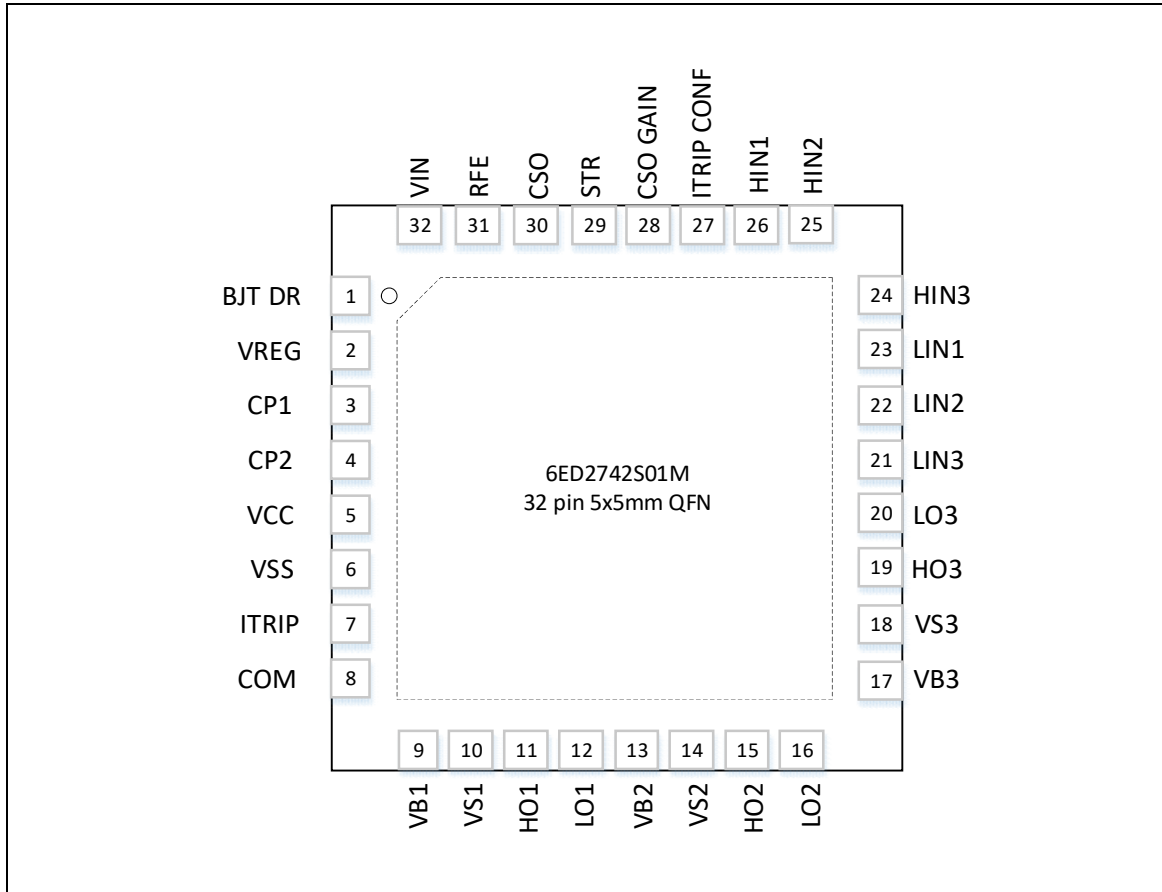 VIN
RFE
CSO
STR
CSO GAIN
ITRIP CONF
HIN1
HIN2
32
31
30
29
28
27
26
25
BJT DR 1
24 HIN3
VREG 2
23 LIN1
CP1 3
22 LIN2
CP2 4
21 LIN3
6ED2742S01M
32 pin 5x5mm QFN
VCC 5
20 LO3
VSS 6
19 HO3
ITRIP 7
18 VS3
COM 8
17 VB3
9
10
11
12
13
14
15
16
VB1
VS1
HO1
LO1
VB2
VS2
HO2
LO2